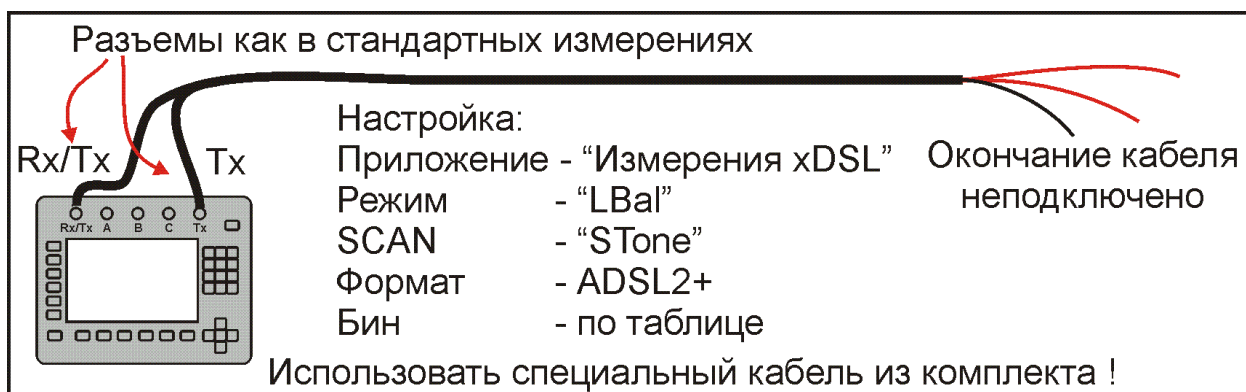 Разъемы как в стандартных измерениях
Rx/Tx
Tx
Rx/Tx A B C Tx
Настройка:
Приложение - “Измерения xDSL”
Режим - “LBal”
SCAN - “STone”
Формат - ADSL2+
Бин - по таблице
Окончание кабеля
неподключено
Использовать специальный кабель из комплекта !